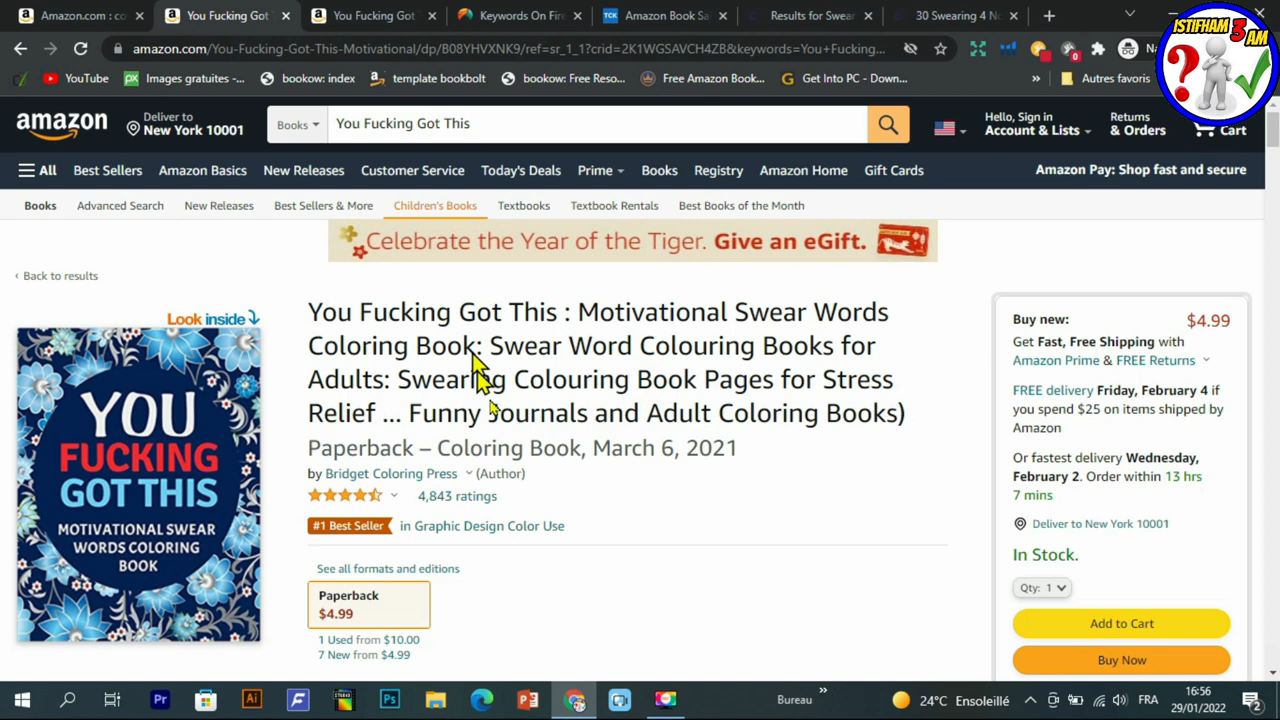 Amazon.com : co
You Fucking Got
You Fucking Got
Keywords On Fire
Amazon Book Sa
Results for Swear
30 Swearing 4 N
ISTIFHAM
3
AM
amazon.com/You-Fucking-Got-This-Motivational/dp/B08YNYXNK9/ref=sr_1_1?crid=2K1WGSAVCH4ZB&keywords=You+Fucking...
YouTube
Images gratuites -...
bookow: index
template bookbolt
bookow: Free Reso...
Free Amazon Book...
Get Into PC - Down...
»
Autres favoris
amazon
Deliver to
New York 10001
Books
You Fucking Got This
Hello, Sign in
Account & Lists
Returns
& Orders
Cart
All
Best Sellers
Amazon Basics
New Releases
Customer Service
Today's Deals
Prime
Books
Registry
Amazon Home
Gift Cards
Amazon Pay: Shop fast and secure
Books
Advanced Search
New Releases
Best Sellers & More
Children's Books
Textbooks
Textbook Rentals
Best Books of the Month
Celebrate the Year of the Tiger. Give an eGift.
‹ Back to results
Look inside
YOU
FUCKING
GOT THIS
MOTIVATIONAL SWEAR
WORDS COLORING
BOOK
You Fucking Got This : Motivational Swear Words
Coloring Book: Swear Word Colouring Books for
Adults: Swearing Colouring Book Pages for Stress
Relief ... Funny Journals and Adult Coloring Books)
Paperback – Coloring Book, March 6, 2021
by Bridget Coloring Press (Author)
4,843 ratings
#1 Best Seller in Graphic Design Color Use
See all formats and editions
Paperback
$4.99
1 Used from $10.00
7 New from $4.99
Buy new: $4.99
Get Fast, Free Shipping with
Amazon Prime & FREE Returns
FREE delivery Friday, February 4 if
you spend $25 on items shipped by
Amazon
Or fastest delivery Wednesday,
February 2. Order within 13 hrs
7 mins
Deliver to New York 10001
In Stock.
Qty: 1
Add to Cart
Buy Now
Bureau
»
24°C Ensoleillé
FRA
16:56
29/01/2022
2